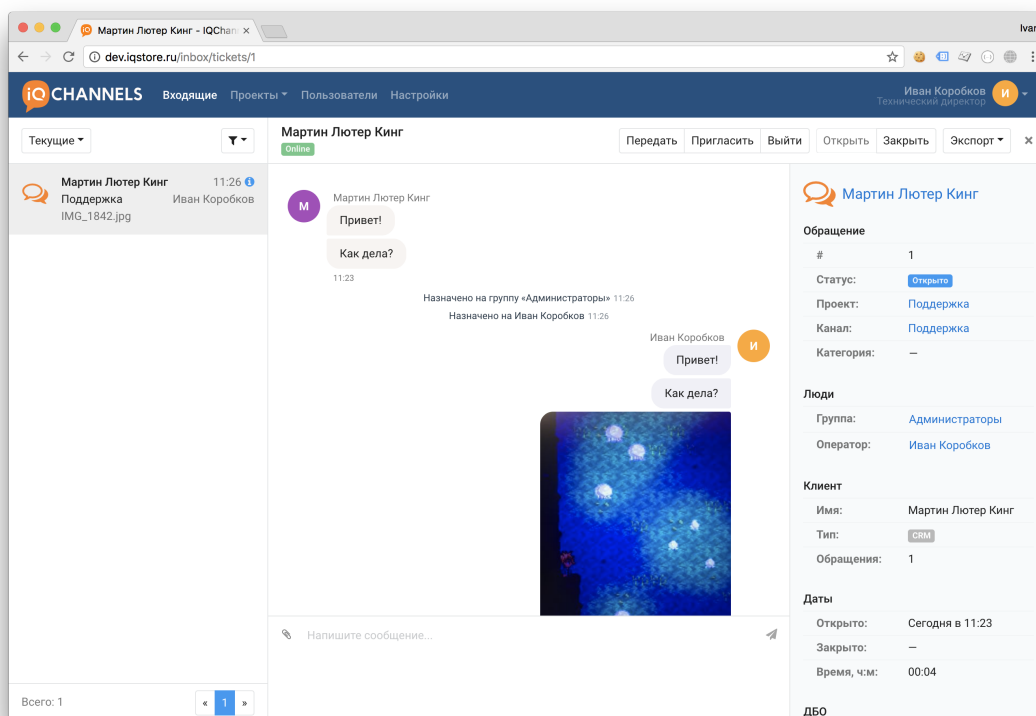 Мартин Лютер Кинг - IQChan
Ivan
dev.iqstore.ru/inbox/tickets/1
iQ CHANNELS Входящие Проекты Пользователи Настройки
Иван Коробков
Технический директор
И
Текущие
Мартин Лютер Кинг
Online
Передать Пригласить Выйти Открыть Закрыть Экспорт ×
Мартин Лютер Кинг 11:26
Поддержка Иван Коробков
IMG_1842.jpg
М
Мартин Лютер Кинг
Привет!
Как дела?
11:23
Назначено на группу «Администраторы» 11:26
Назначено на Иван Коробков 11:26
Иван Коробков
И
Привет!
Как дела?
Напишите сообщение...
Всего: 1
« 1 »
Мартин Лютер Кинг
Обращение
# 1
Статус: Открыто
Проект: Поддержка
Канал: Поддержка
Категория: —
Люди
Группа: Администраторы
Оператор: Иван Коробков
Клиент
Имя: Мартин Лютер Кинг
Тип: CRM
Обращения: 1
Даты
Открыто: Сегодня в 11:23
Закрыто: —
Время, ч:м: 00:04
ДБО